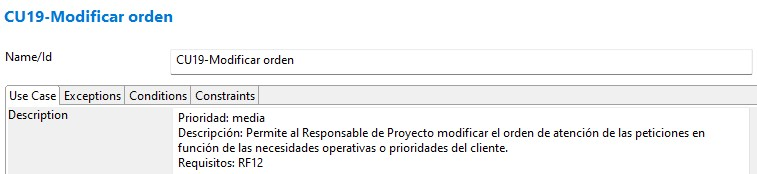 CU19-Modificar orden
Name/Id
CU19-Modificar orden
Use Case Exceptions Conditions Constraints
Description
Prioridad: media
Descripción: Permite al Responsable de Proyecto modificar el orden de atención de las peticiones en
función de las necesidades operativas o prioridades del cliente.
Requisitos: RF12